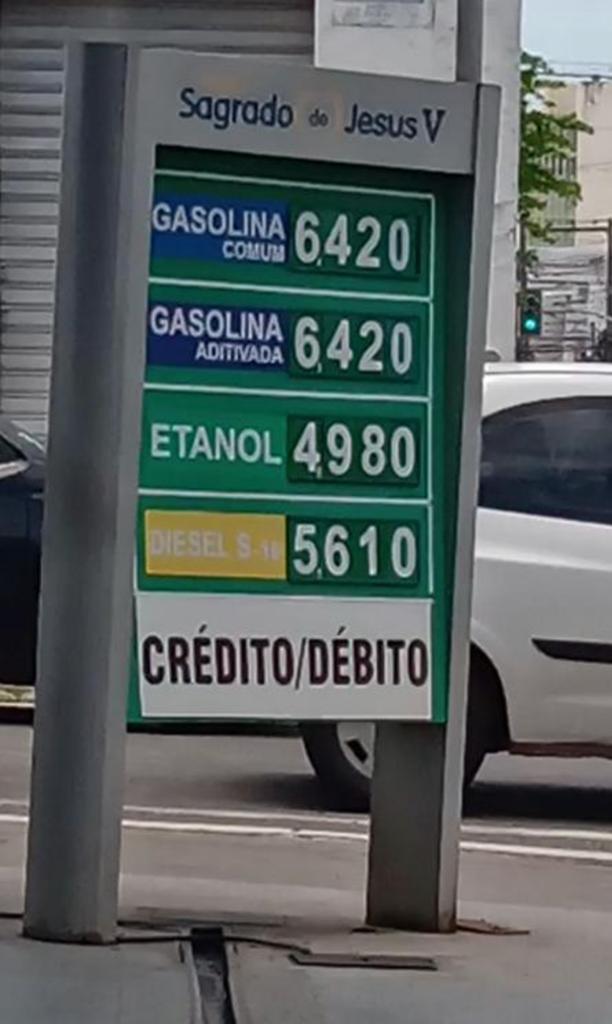 Sagrado de Jesus V
GASOLINA COMUM 6,420
GASOLINA ADITIVADA 6,420
ETANOL 4,980
DIESEL S-10 5,610
CRÉDITO/DÉBITO